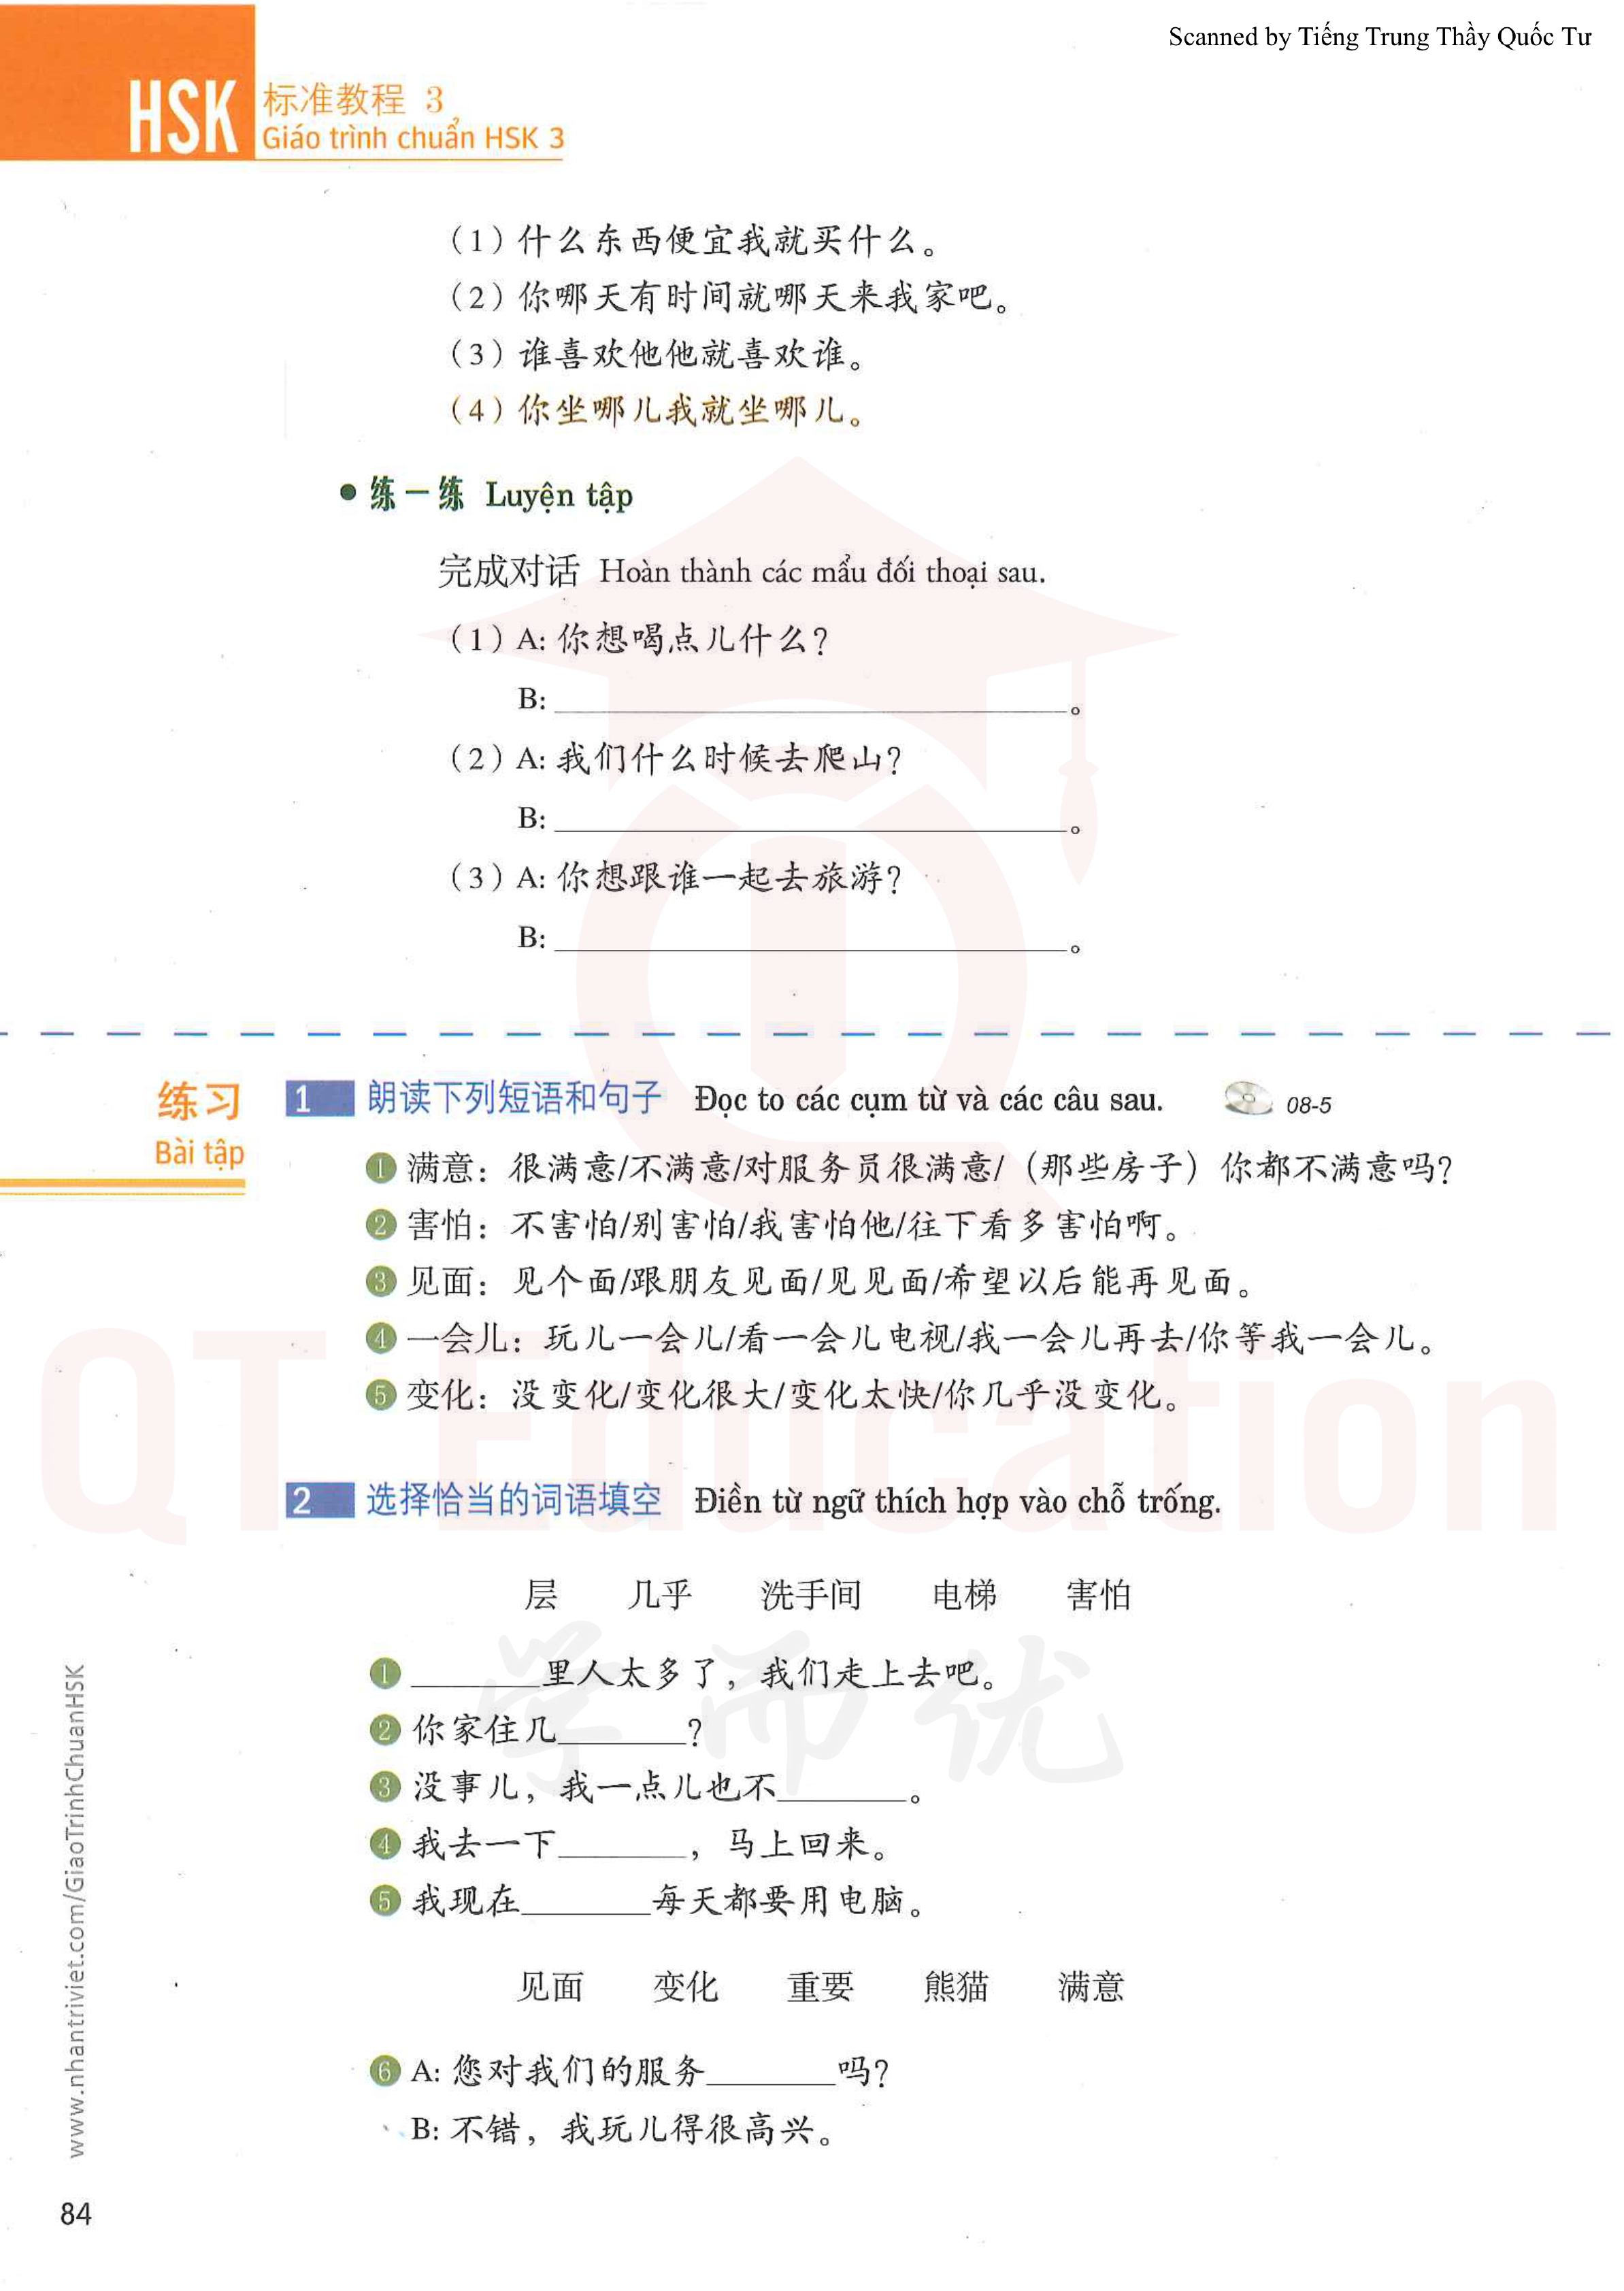 Scanned by Tiếng Trung Thầy Quốc Tư
HSK 标准教程 3
Giáo trình chuẩn HSK 3
（1）什么东西便宜我就买什么。
（2）你哪天有时间就哪天来我家吧。
（3）谁喜欢他他就喜欢谁。
（4）你坐哪儿我就坐哪儿。
● 练一练 Luyện tập
完成对话 Hoàn thành các mẩu đối thoại sau.
（1）A: 你想喝点儿什么？
B: ________________。
（2）A: 我们什么时候去爬山？
B: ________________。
（3）A: 你想跟谁一起去旅游？
B: ________________。
练习
Bài tập
1 朗读下列短语和句子 Đọc to các cụm từ và các câu sau. 08-5
❶ 满意：很满意/不满意/对服务员很满意/（那些房子）你都不满意吗？
❷ 害怕：不害怕/别害怕/我害怕他/往下看多害怕啊。
❸ 见面：见个面/跟朋友见面/见见面/希望以后能再见面。
❹ 一会儿：玩儿一会儿/看一会儿电视/我一会儿再去/你等我一会儿。
❺ 变化：没变化/变化很大/变化太快/你几乎没变化。
QT Education
2 选择恰当的词语填空 Điền từ ngữ thích hợp vào chỗ trống.
层 几乎 洗手间 电梯 害怕
❶ ________里人太多了，我们走上去吧。
❷ 你家住几________？
❸ 没事儿，我一点儿也不________。
❹ 我去一下________，马上回来。
❺ 我现在________每天都要用电脑。
学而优
见面 变化 重要 熊猫 满意
❻ A: 您对我们的服务________吗？
B: 不错，我玩儿得很高兴。
www.nhantriviet.com/GiaoTrinhChuanHSK
84